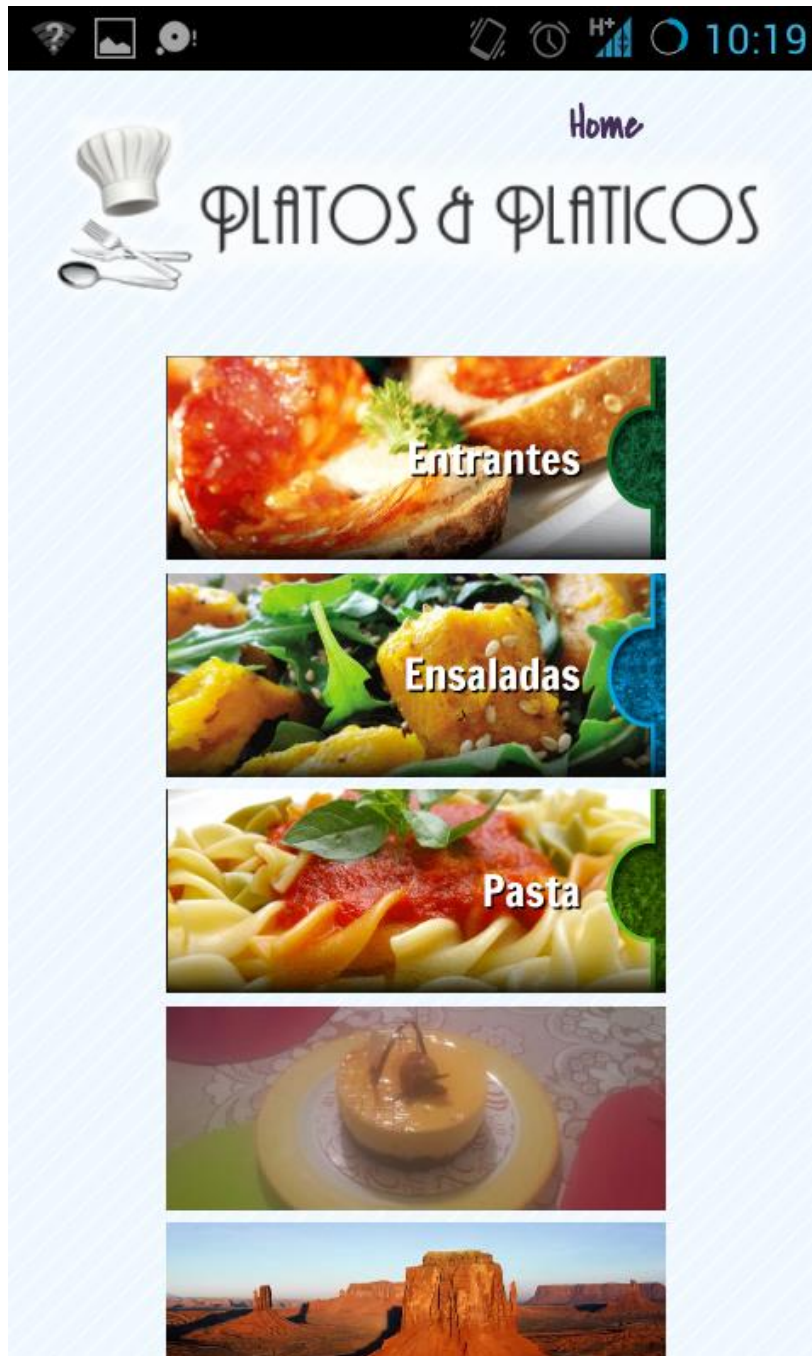 H+
10:19
Home
PLATOS & PLATICOS
Entrantes
Ensaladas
Pasta